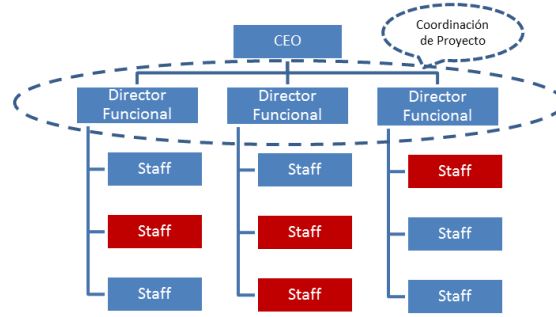 CEO
Coordinación
de Proyecto
Director
Funcional
Director
Funcional
Director
Funcional
Staff
Staff
Staff
Staff
Staff
Staff
Staff
Staff
Staff